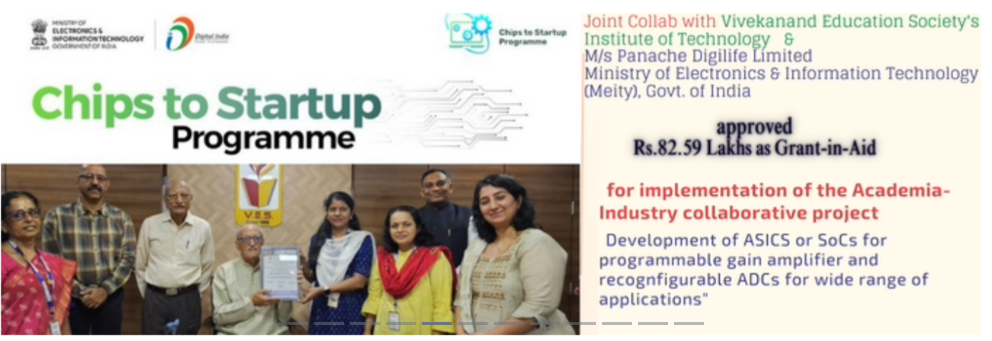 MINISTRY OF
ELECTRONICS &
INFORMATION TECHNOLOGY
GOVERNMENT OF INDIA
Digital India
Chips to Startup
Programme
Chips to Startup
Programme
V.E.S.
Joint Collab with Vivekanand Education Society's
Institute of Technology &
M/s Panache Digilife Limited
Ministry of Electronics & Information Technology
(Meity), Govt. of India
approved
Rs.82.59 Lakhs as Grant-in-Aid
for implementation of the Academia-
Industry collaborative project
Development of ASICS or SoCs for
programmable gain amplifier and
recognfigurable ADCs for wide range of
applications"